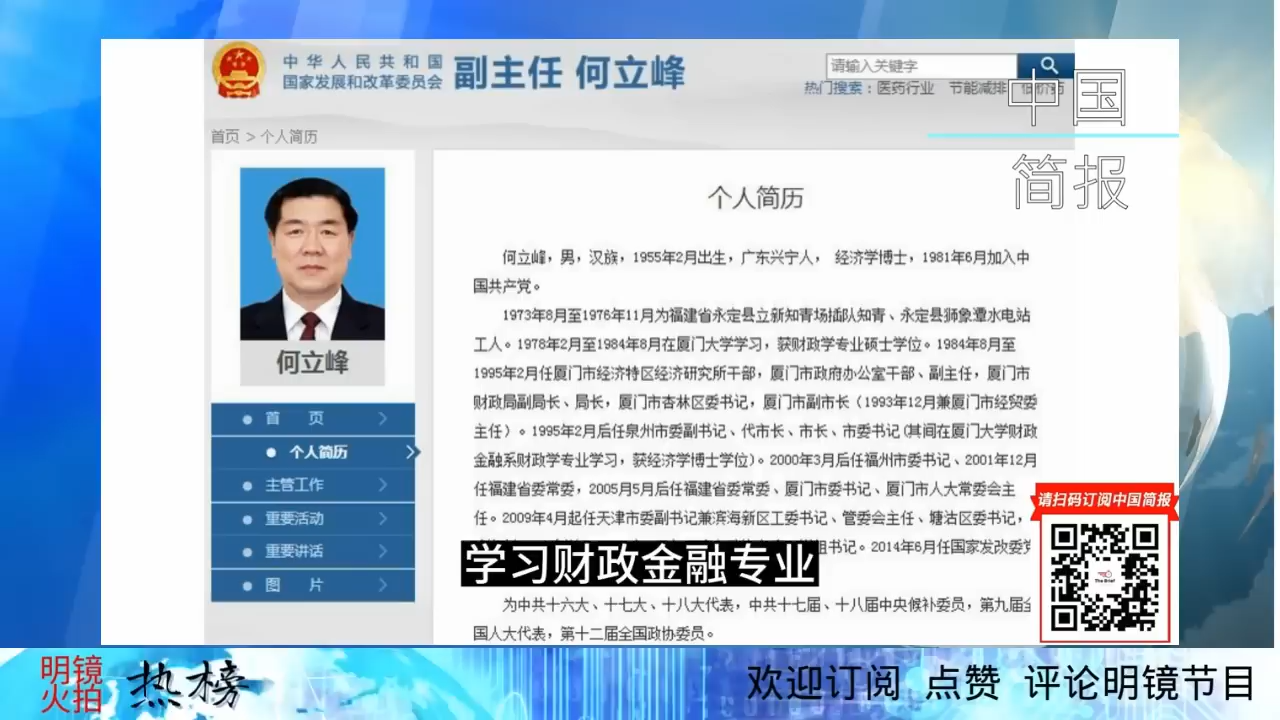 中华人民共和国
国家发展和改革委员会
副主任 何立峰
请输入关键字
热门搜索：医药行业 节能减排
中国
简报
首页 > 个人简历
何立峰
首 页
个人简历
主管工作
重要活动
重要讲话
图 片
个人简历
何立峰，男，汉族，1955年2月出生，广东兴宁人， 经济学博士，1981年6月加入中
国共产党。
1973年8月至1976年11月为福建省永定县立新知青场插队知青、永定县狮象潭水电站
工人。1978年2月至1984年8月在厦门大学学习，获财政学专业硕士学位。1984年8月至
1995年2月任厦门市经济特区经济研究所干部，厦门市政府办公室干部、副主任，厦门市
财政局副局长、局长，厦门市杏林区委书记，厦门市副市长（1993年12月兼厦门市经贸委
主任）。1995年2月后任泉州市委副书记、代市长、市长、市委书记(其间在厦门大学财政
金融系财政学专业学习，获经济学博士学位)。2000年3月后任福州市委书记、2001年12月
任福建省委常委，2005月5月后任福建省委常委、厦门市委书记、厦门市人大常委会主
任。2009年4月起任天津市委副书记兼滨海新区工委书记、管委会主任、塘沽区委书记，
组书记。2014年6月任国家发改委党
学习财政金融专业
为中共十六大、十七大、十八大代表，中共十七届、十八届中央候补委员，第九届全
国人大代表，第十二届全国政协委员。
请扫码订阅中国简报
The Brief
明镜
火拍
热榜
欢迎订阅 点赞 评论明镜节目